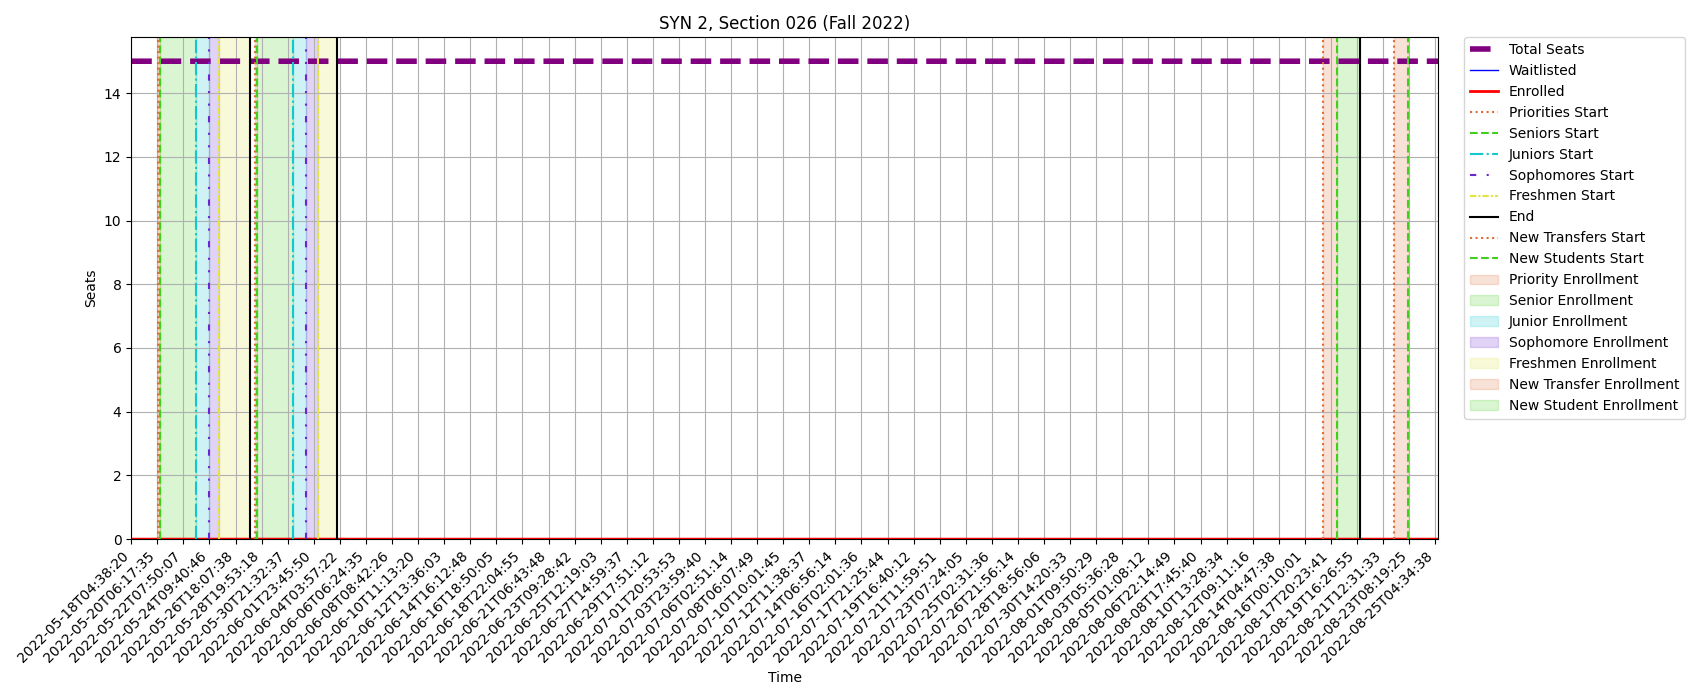 SYN 2, Section 026 (Fall 2022)
Seats
14
12
10
8
6
4
2
0
2022-05-18T04:38:20
2022-05-20T06:17:35
2022-05-22T07:50:07
2022-05-24T09:40:46
2022-05-26T18:07:38
2022-05-28T19:53:18
2022-05-30T21:32:37
2022-06-01T23:45:50
2022-06-04T03:57:22
2022-06-06T06:24:35
2022-06-08T08:42:26
2022-06-10T11:13:20
2022-06-12T13:36:03
2022-06-14T16:12:48
2022-06-16T18:50:05
2022-06-18T22:04:55
2022-06-21T06:43:48
2022-06-23T09:28:42
2022-06-25T12:19:03
2022-06-27T14:59:37
2022-06-29T17:51:12
2022-07-01T20:53:53
2022-07-03T23:59:40
2022-07-06T02:51:14
2022-07-08T06:07:49
2022-07-10T10:01:45
2022-07-12T11:38:37
2022-07-14T06:56:14
2022-07-16T02:01:36
2022-07-17T21:25:44
2022-07-19T16:40:12
2022-07-21T11:59:51
2022-07-23T07:24:05
2022-07-25T02:31:36
2022-07-26T21:56:14
2022-07-28T18:56:06
2022-07-30T14:20:33
2022-08-01T09:50:29
2022-08-03T05:36:28
2022-08-05T01:08:12
2022-08-06T22:14:49
2022-08-08T17:45:40
2022-08-10T13:28:34
2022-08-12T09:11:16
2022-08-14T04:47:38
2022-08-16T00:10:01
2022-08-17T20:23:41
2022-08-19T16:26:55
2022-08-21T12:31:33
2022-08-23T08:19:25
2022-08-25T04:34:38
Time
Total Seats
Waitlisted
Enrolled
Priorities Start
Seniors Start
Juniors Start
Sophomores Start
Freshmen Start
End
New Transfers Start
New Students Start
Priority Enrollment
Senior Enrollment
Junior Enrollment
Sophomore Enrollment
Freshmen Enrollment
New Transfer Enrollment
New Student Enrollment